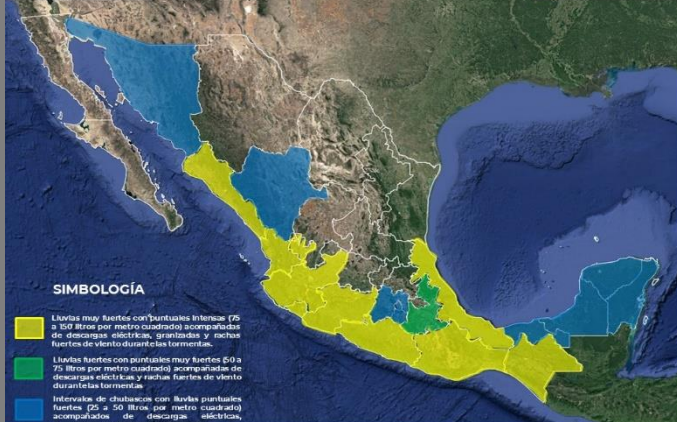 SIMBOLOGÍA
Lluvias muy fuertes con puntuales intensas (75
a 150 litros por metro cuadrado) acompañadas
de descargas eléctricas, granizadas y rachas
fuertes de viento durante las tormentas.
Lluvias fuertes con puntuales muy fuertes (50 a
75 litros por metro cuadrado) acompañadas de
descargas eléctricas y rachas fuertes de viento
durante las tormentas
Intervalos de chubascos con lluvias puntuales
fuertes (25 a 50 litros por metro cuadrado)
acompañados de descargas eléctricas,